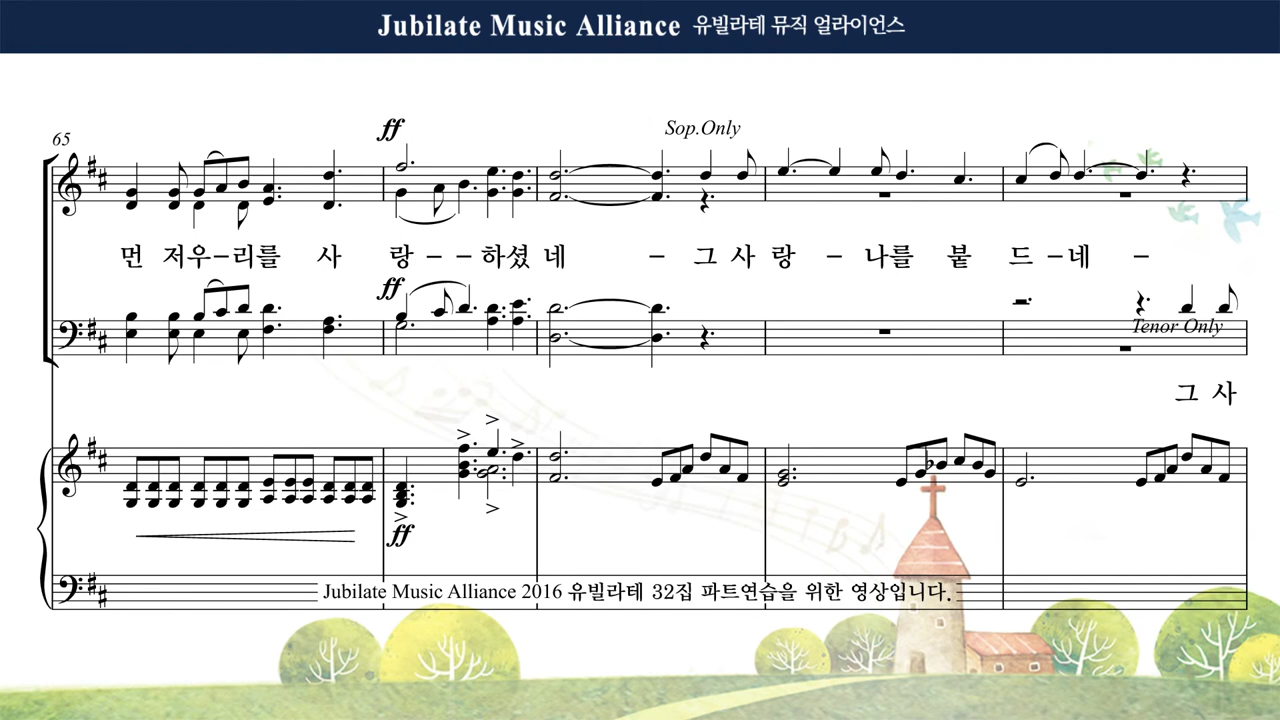 Jubilate Music Alliance 유빌라테 뮤직 얼라이언스
65
ff
Sop.Only
먼 저우-리를 사 랑 - - 하셨 네 - 그 사 랑 - 나를 붙 드-네 -
ff
Tenor Only
그 사
ff
Jubilate Music Alliance 2016 유빌라테 32집 파트연습을 위한 영상입니다.